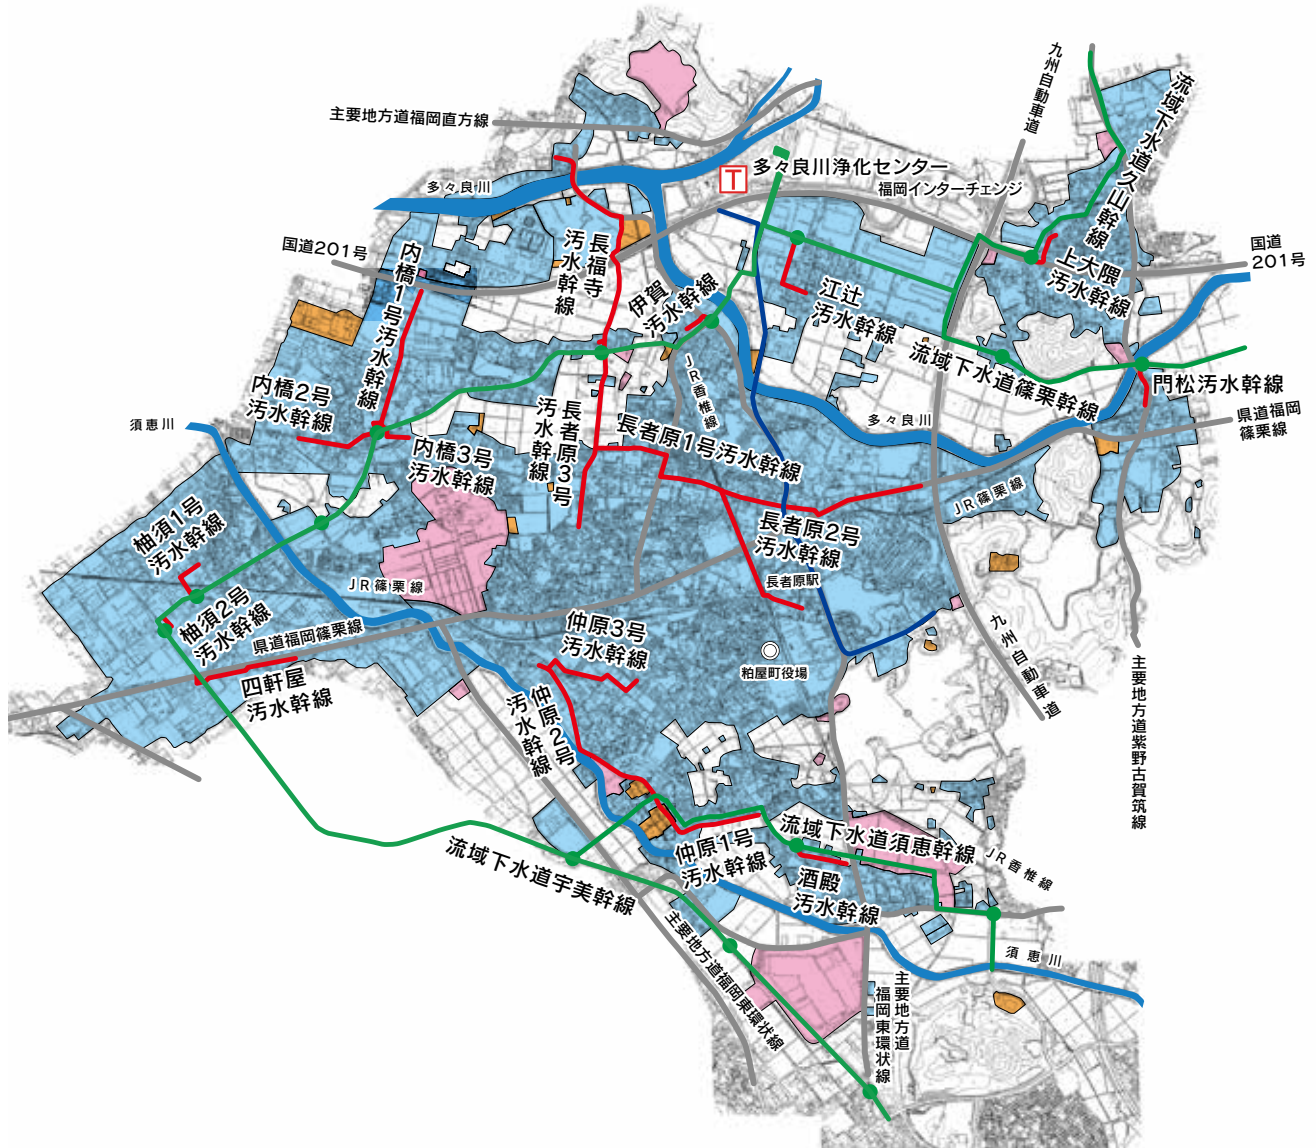 九州自動車道
流域下水道久山幹線
主要地方道福岡直方線
T
多々良川浄化センター
福岡インターチェンジ
多々良川
国道201号
内橋1号汚水幹線
長福寺
汚水幹線
伊賀
汚水幹線
江辻
汚水幹線
上大隈
汚水幹線
国道
201号
流域下水道篠栗幹線
門松汚水幹線
県道福岡
篠栗線
JR香椎線
多々良川
内橋2号
汚水幹線
須恵川
内橋3号
汚水幹線
長者原3号
汚水幹線
長者原1号汚水幹線
長者原2号
汚水幹線
長者原駅
JR篠栗線
柚須1号
汚水幹線
JR篠栗線
柚須2号
汚水幹線
県道福岡篠栗線
四軒屋
汚水幹線
仲原3号
汚水幹線
粕屋町役場
九州自動車道
主要地方道紫野古賀筑線
仲原2号
汚水幹線
流域下水道宇美幹線
仲原1号
汚水幹線
流域下水道須恵幹線
酒殿
汚水幹線
JR香椎線
須恵川
主要地方道福岡東環状線
主要地方道
福岡東環状線